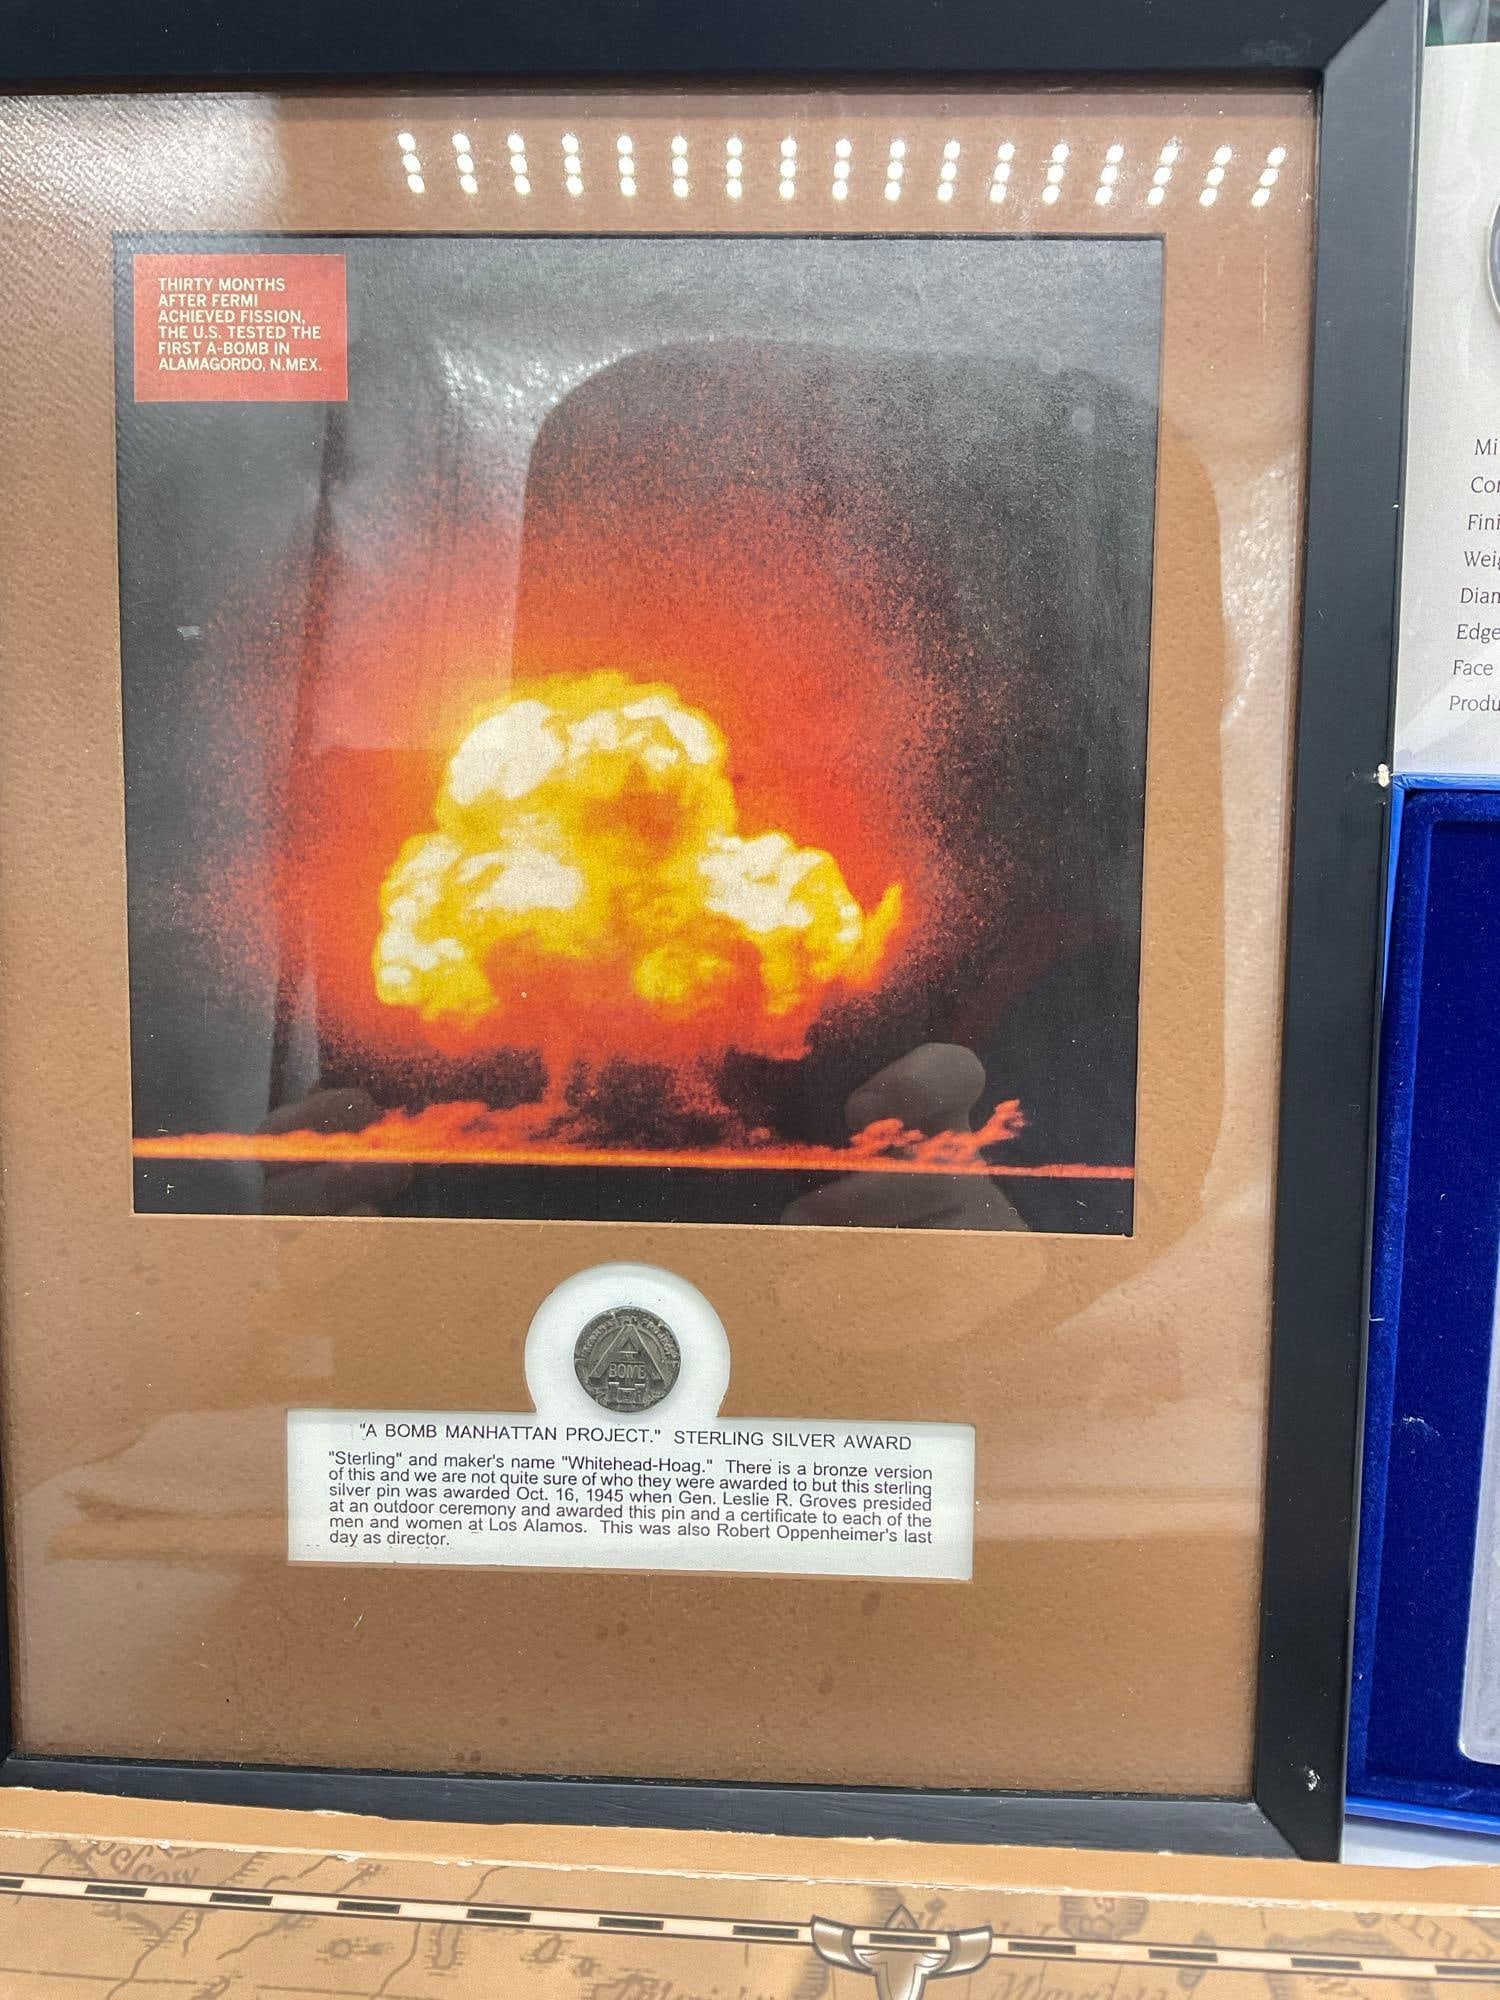 THIRTY MONTHS
AFTER FERMI
ACHIEVED FISSION,
THE U.S. TESTED THE
FIRST A-BOMB IN
ALAMAGORDO, N.MEX.
Fini
Edge
Face
Produ
A
BOMB
"A BOMB MANHATTAN PROJECT." STERLING SILVER AWARD
"Sterling" and maker's name "Whitehead-Hoag." There is a bronze version
of this and we are not quite sure of who they were awarded to but this sterling
silver pin was awarded Oct. 16, 1945 when Gen. Leslie R. Groves presided
at an outdoor ceremony and awarded this pin and a certificate to each of the
men and women at Los Alamos. This was also Robert Oppenheimer's last
day as director.